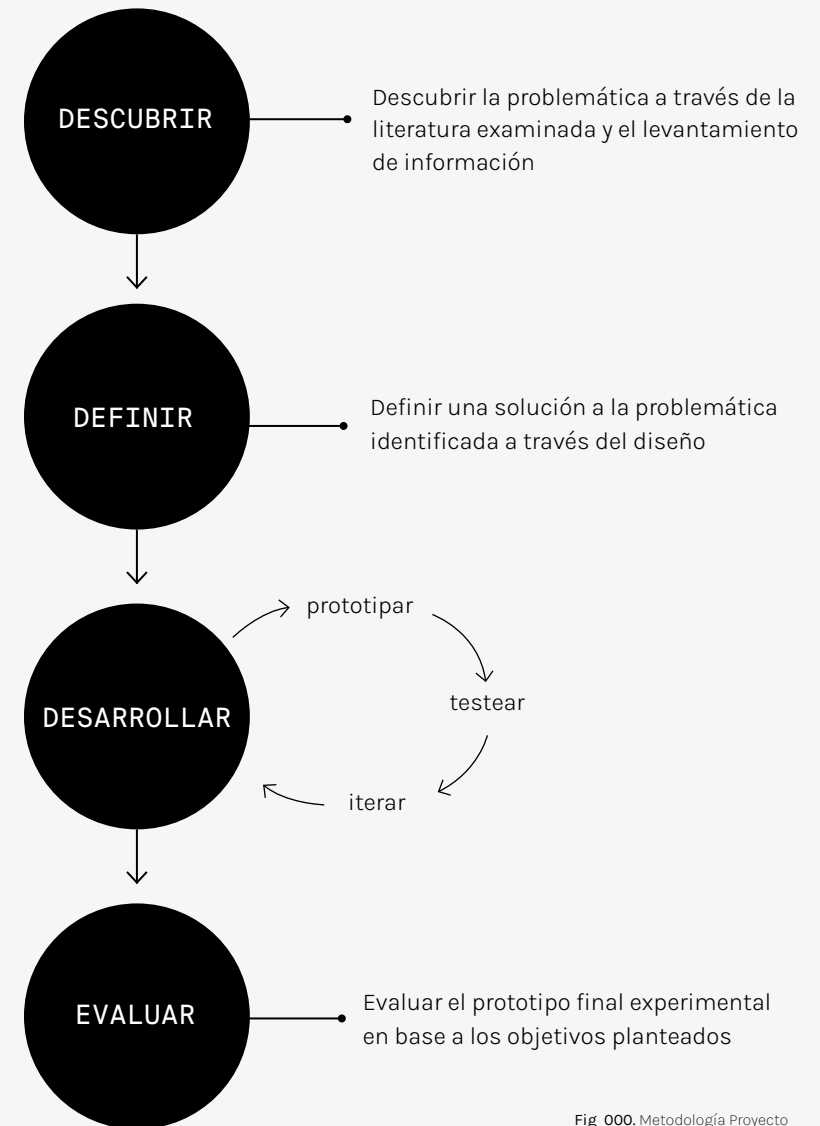 DESCUBRIR
Descubrir la problemática a través de la
literatura examinada y el levantamiento
de información
DEFINIR
Definir una solución a la problemática
identificada a través del diseño
DESARROLLAR
prototipar
testear
iterar
EVALUAR
Evaluar el prototipo final experimental
en base a los objetivos planteados
Fig 000. Metodología Proyecto